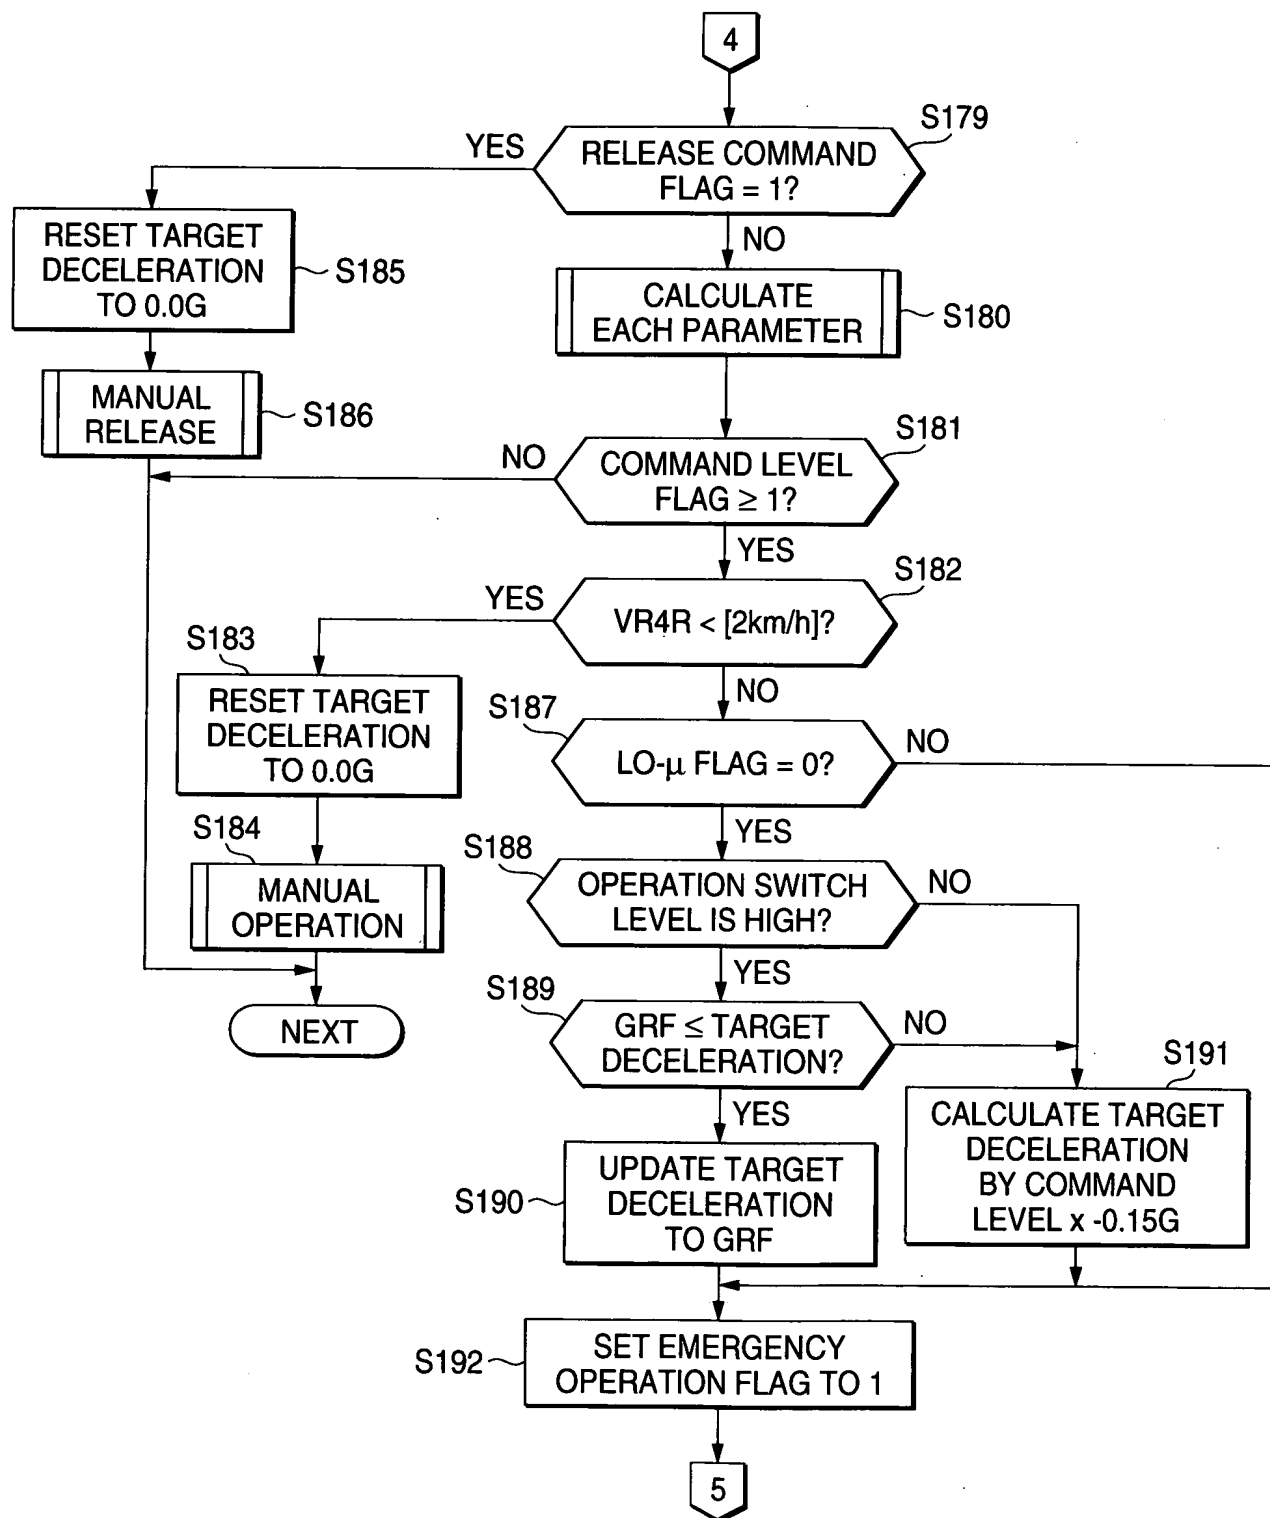 4
S179
YES
RELEASE COMMAND
FLAG = 1?
NO
RESET TARGET
DECELERATION
TO 0.0G
S185
CALCULATE
EACH PARAMETER
S180
MANUAL
RELEASE
S186
S181
NO
COMMAND LEVEL
FLAG ≥ 1?
YES
S182
YES
VR4R < [2km/h]?
NO
S183
RESET TARGET
DECELERATION
TO 0.0G
S187
LO-μ FLAG = 0?
NO
YES
S184
MANUAL
OPERATION
S188
OPERATION SWITCH
LEVEL IS HIGH?
NO
YES
NEXT
S189
GRF ≤ TARGET
DECELERATION?
NO
YES
S191
CALCULATE TARGET
DECELERATION
BY COMMAND
LEVEL x -0.15G
S190
UPDATE TARGET
DECELERATION
TO GRF
S192
SET EMERGENCY
OPERATION FLAG TO 1
5